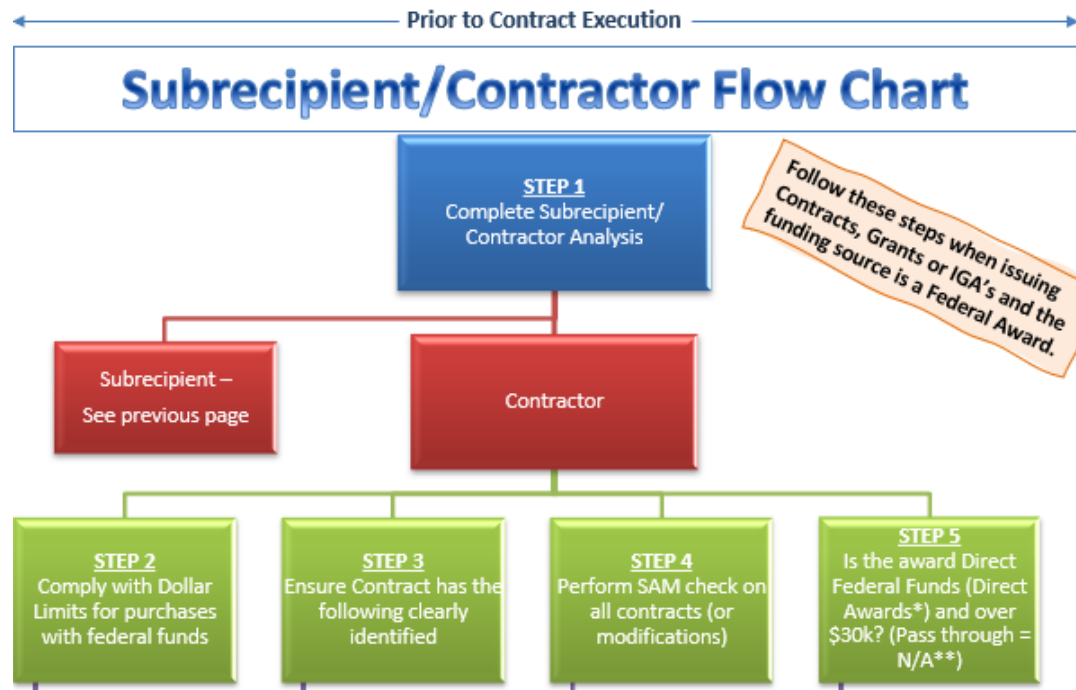 Prior to Contract Execution
Subrecipient/Contractor Flow Chart
STEP 1
Complete Subrecipient/
Contractor Analysis
Follow these steps when issuing
Contracts, Grants or IGA's and the
funding source is a Federal Award.
Subrecipient –
See previous page
Contractor
STEP 2
Comply with Dollar
Limits for purchases
with federal funds
STEP 3
Ensure Contract has the
following clearly
identified
STEP 4
Perform SAM check on
all contracts (or
modifications)
STEP 5
Is the award Direct
Federal Funds (Direct
Awards*) and over
$30k? (Pass through =
N/A**)